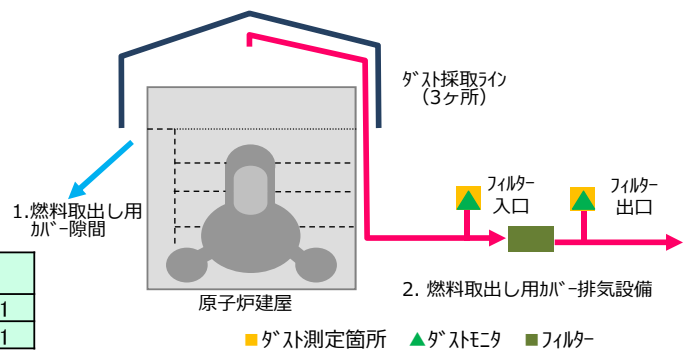 ダスト採取ライン
(3ヶ所)
1.燃料取出し用
カバー隙間
フィルター
入口
フィルター
出口
原子炉建屋
2. 燃料取出し用カバー排気設備
1
1
■ダスト測定箇所 ▲ダストモニタ ■フィルター